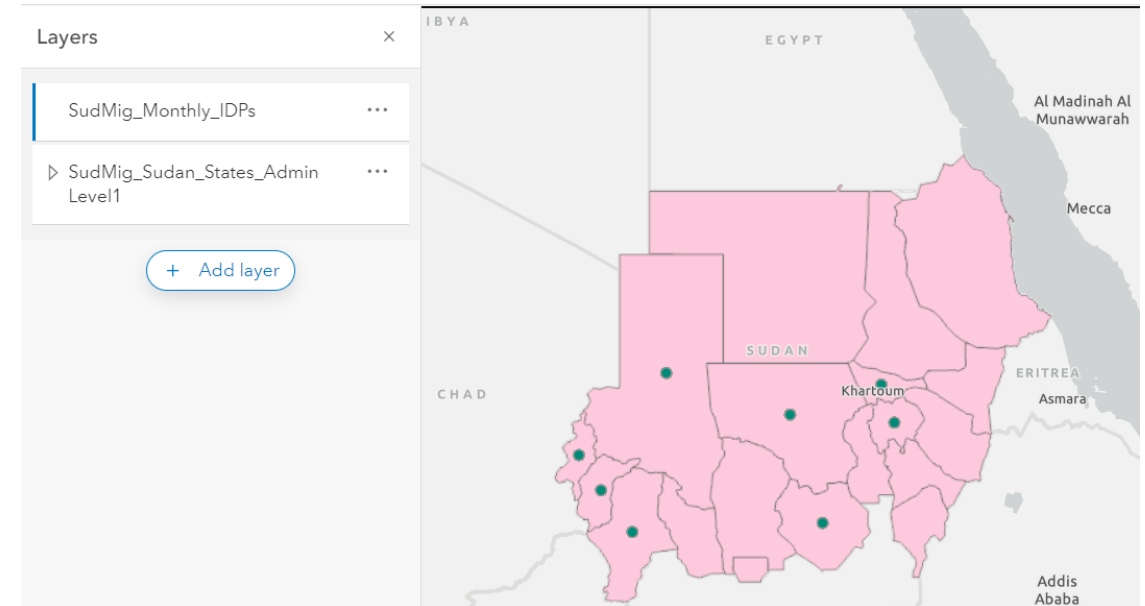 Layers
SudMig_Monthly_IDPs
SudMig_Sudan_States_Admin
Level1
+ Add layer
IBYA
EGYPT
Al Madinah Al
Munawwarah
Mecca
SUDAN
ERITREA
Khartoum
CHAD
Asmara
Addis
Ababa